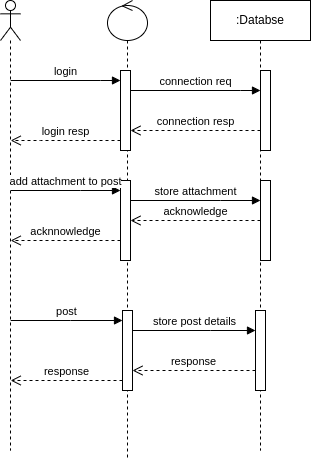 :Databse
login
connection req
connection resp
login resp
add attachment to post
store attachment
acknowledge
acknnowledge
post
store post details
response
response